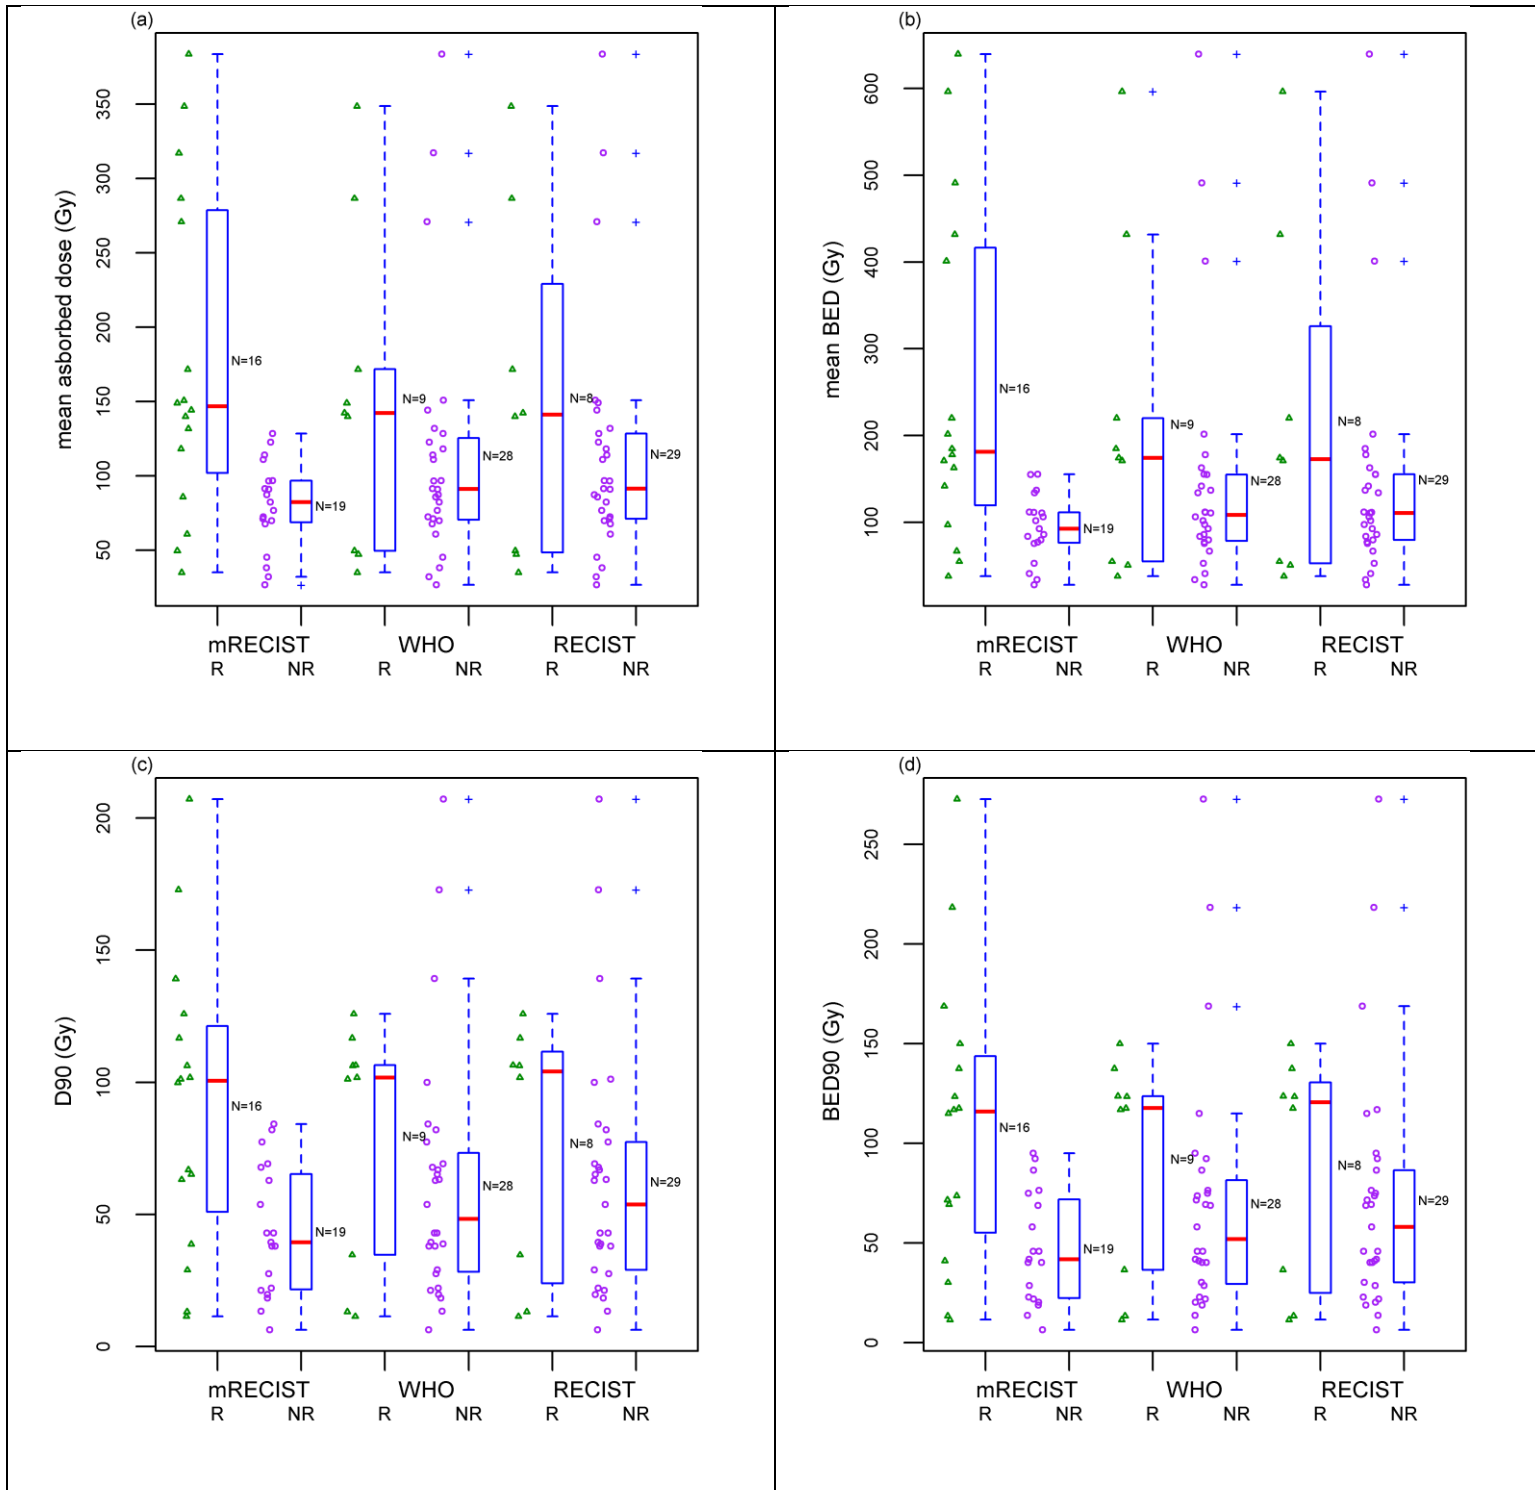 (a)
mean asborbed dose (Gy)
350
300
250
200
150
100
50
N=16
N=19
N=9
N=28
N=8
N=29
mRECIST WHO RECIST
R NR R NR R NR
(b)
mean BED (Gy)
600
500
400
300
200
100
N=16
N=19
N=9
N=28
N=8
N=29
mRECIST WHO RECIST
R NR R NR R NR
(c)
D90 (Gy)
200
150
100
50
0
N=16
N=19
N=9
N=28
N=8
N=29
mRECIST WHO RECIST
R NR R NR R NR
(d)
BED90 (Gy)
250
200
150
100
50
0
N=16
N=19
N=9
N=28
N=8
N=29
mRECIST WHO RECIST
R NR R NR R NR